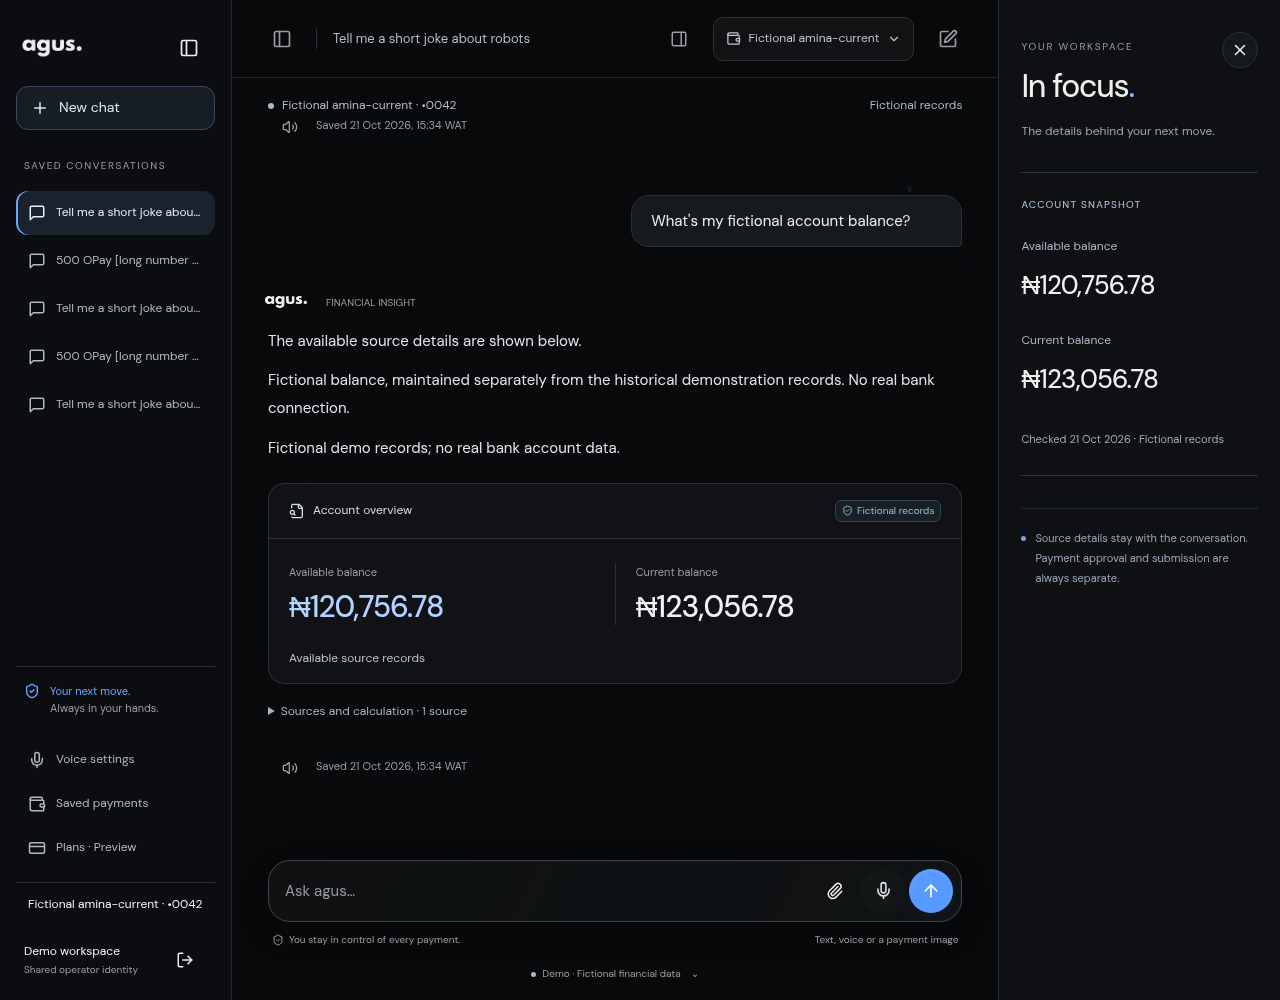 agus.
New chat
SAVED CONVERSATIONS
Tell me a short joke abou...
500 OPay [long number ...
Tell me a short joke abou...
500 OPay [long number ...
Tell me a short joke abou...
Your next move.
Always in your hands.
Voice settings
Saved payments
Plans · Preview
Fictional amina-current · •0042
Demo workspace
Shared operator identity
Tell me a short joke about robots
Fictional amina-current
Fictional amina-current · •0042
Fictional records
Saved 21 Oct 2026, 15:34 WAT
What's my fictional account balance?
agus.
FINANCIAL INSIGHT
The available source details are shown below.
Fictional balance, maintained separately from the historical demonstration records. No real bank
connection.
Fictional demo records; no real bank account data.
Account overview
Fictional records
Available balance
₦120,756.78
Current balance
₦123,056.78
Available source records
Sources and calculation · 1 source
Saved 21 Oct 2026, 15:34 WAT
Ask agus...
You stay in control of every payment.
Text, voice or a payment image
Demo · Fictional financial data
YOUR WORKSPACE
In focus.
The details behind your next move.
ACCOUNT SNAPSHOT
Available balance
₦120,756.78
Current balance
₦123,056.78
Checked 21 Oct 2026 · Fictional records
Source details stay with the conversation.
Payment approval and submission are
always separate.